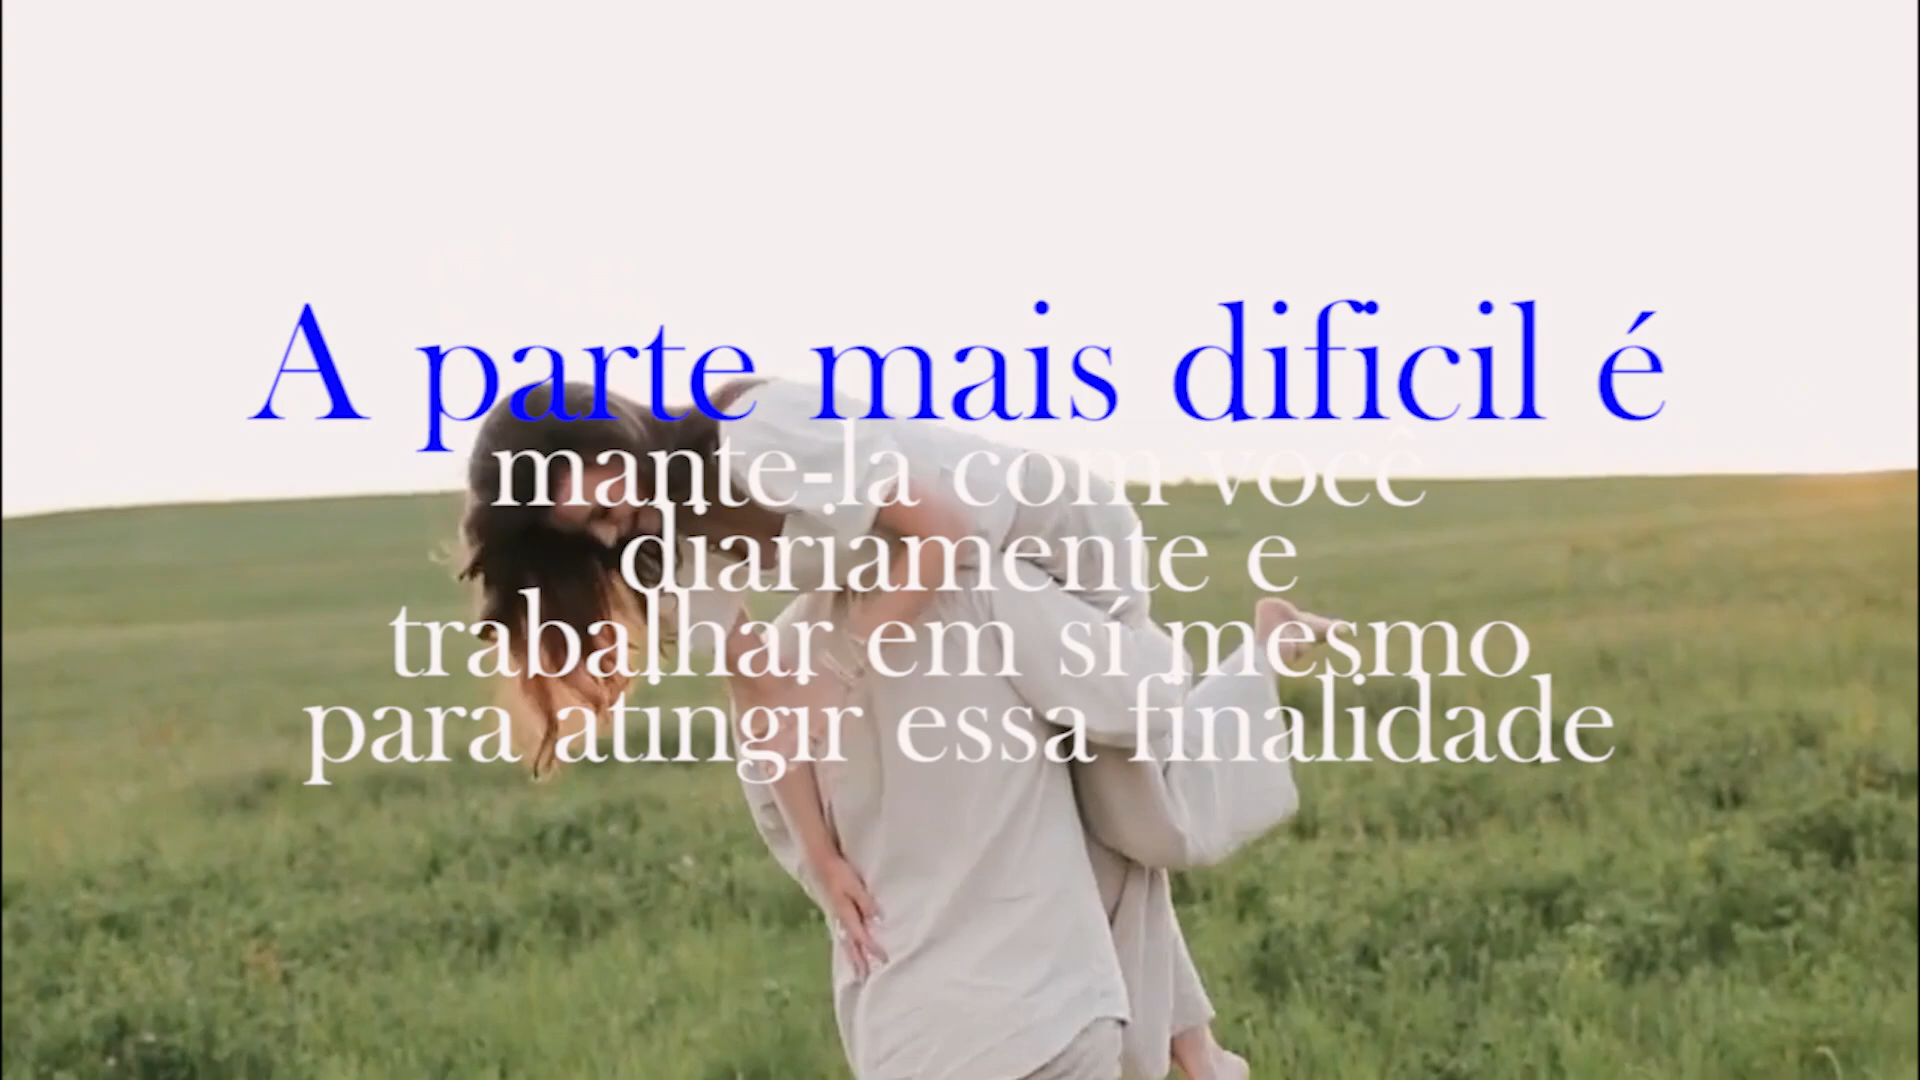 A parte mais dificil é
mante-la com você
diariamente e
trabalhar em sí mesmo
para atingir essa finalidade